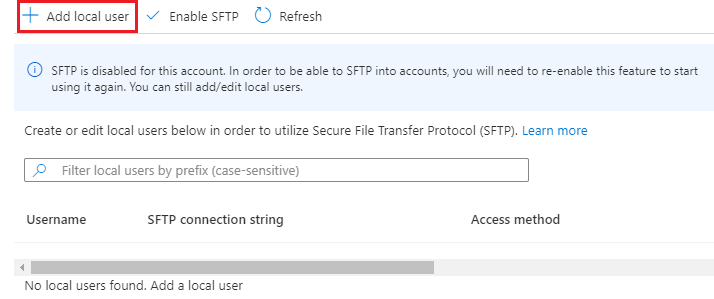 Add local user Enable SFTP Refresh
SFTP is disabled for this account. In order to be able to SFTP into accounts, you will need to re-enable this feature to start
using it again. You can still add/edit local users.
Create or edit local users below in order to utilize Secure File Transfer Protocol (SFTP). Learn more
Filter local users by prefix (case-sensitive)
Username SFTP connection string Access method
No local users found. Add a local user